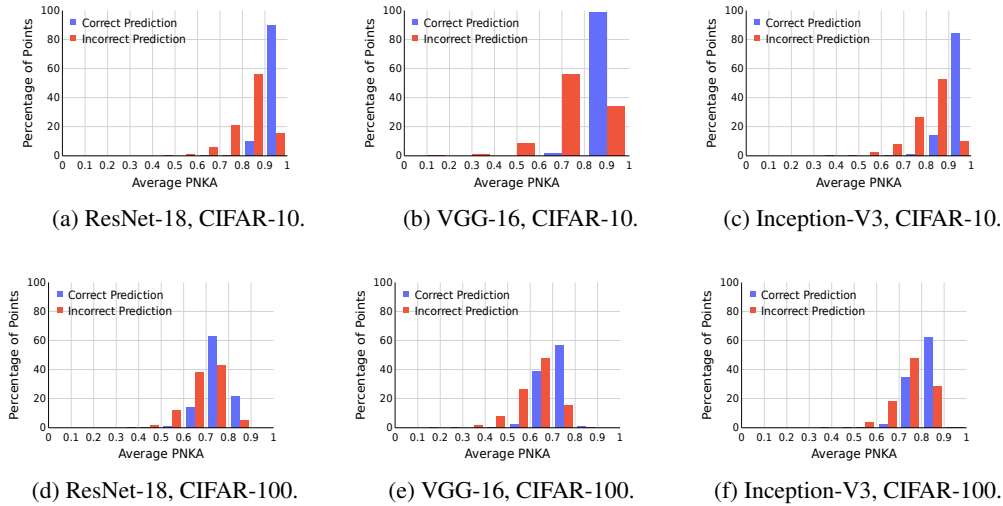 100
80
60
40
20
0
Percentage of Points
Correct Prediction
Incorrect Prediction
0 0.1 0.2 0.3 0.4 0.5 0.6 0.7 0.8 0.9 1
Average PNKA
(a) ResNet-18, CIFAR-10.
100
80
60
40
20
0
Percentage of Points
Correct Prediction
Incorrect Prediction
0 0.1 0.2 0.3 0.4 0.5 0.6 0.7 0.8 0.9 1
Average PNKA
(b) VGG-16, CIFAR-10.
100
80
60
40
20
0
Percentage of Points
Correct Prediction
Incorrect Prediction
0 0.1 0.2 0.3 0.4 0.5 0.6 0.7 0.8 0.9 1
Average PNKA
(c) Inception-V3, CIFAR-10.
100
80
60
40
20
0
Percentage of Points
Correct Prediction
Incorrect Prediction
0 0.1 0.2 0.3 0.4 0.5 0.6 0.7 0.8 0.9 1
Average PNKA
(d) ResNet-18, CIFAR-100.
100
80
60
40
20
0
Percentage of Points
Correct Prediction
Incorrect Prediction
0 0.1 0.2 0.3 0.4 0.5 0.6 0.7 0.8 0.9 1
Average PNKA
(e) VGG-16, CIFAR-100.
100
80
60
40
20
0
Percentage of Points
Correct Prediction
Incorrect Prediction
0 0.1 0.2 0.3 0.4 0.5 0.6 0.7 0.8 0.9 1
Average PNKA
(f) Inception-V3, CIFAR-100.